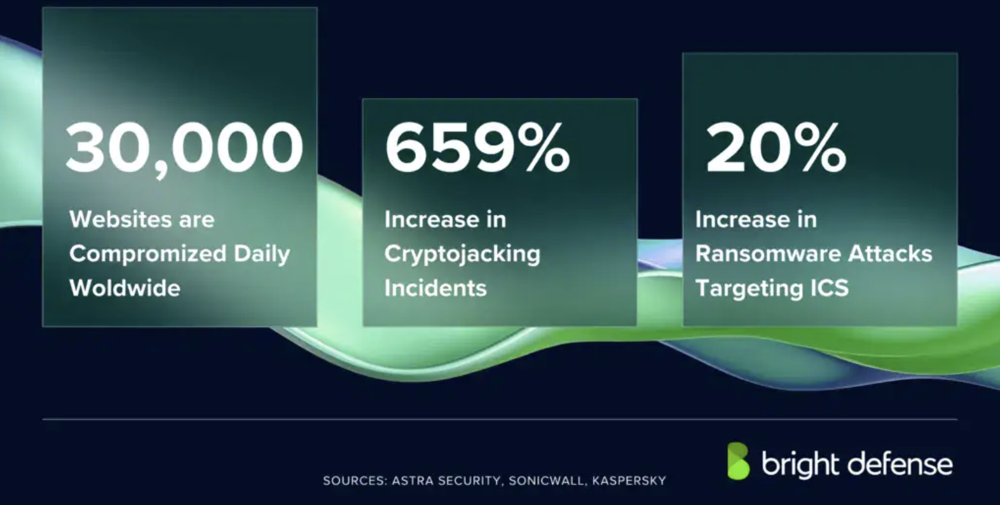 30,000
Websites are
Compromized Daily
Woldwide
659%
Increase in
Cryptojacking
Incidents
20%
Increase in
Ransomware Attacks
Targeting ICS
SOURCES: ASTRA SECURITY, SONICWALL, KASPERSKY
bright defense